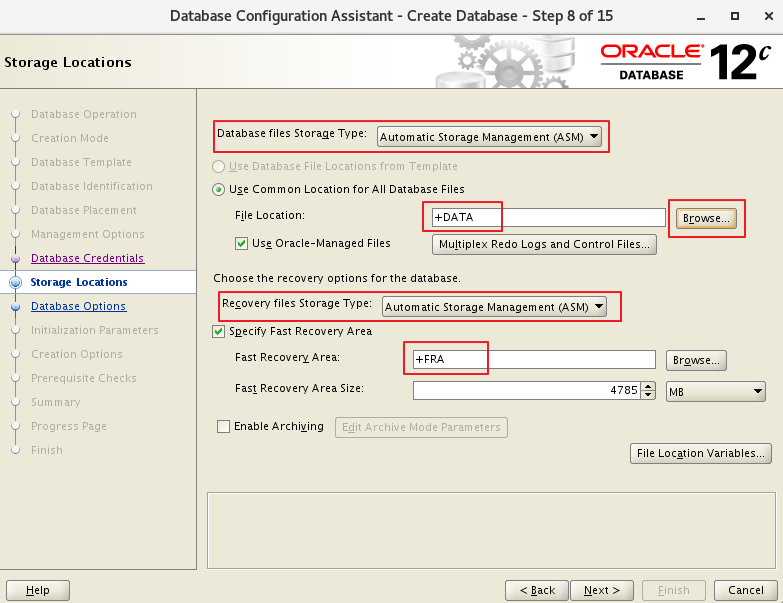 Database Configuration Assistant - Create Database - Step 8 of 15
Storage Locations
ORACLE
DATABASE
12c
Database Operation
Creation Mode
Database Template
Database Identification
Database Placement
Management Options
Database Credentials
Storage Locations
Database Options
Initialization Parameters
Creation Options
Prerequisite Checks
Summary
Progress Page
Finish
Database files Storage Type: Automatic Storage Management (ASM)
Use Database File Locations from Template
Use Common Location for All Database Files
File Location: +DATA Browse...
Use Oracle-Managed Files Multiplex Redo Logs and Control Files...
Choose the recovery options for the database.
Recovery files Storage Type: Automatic Storage Management (ASM)
Specify Fast Recovery Area
Fast Recovery Area: +FRA Browse...
Fast Recovery Area Size: 4785 MB
Enable Archiving Edit Archive Mode Parameters
File Location Variables...
Help < Back Next > Finish Cancel